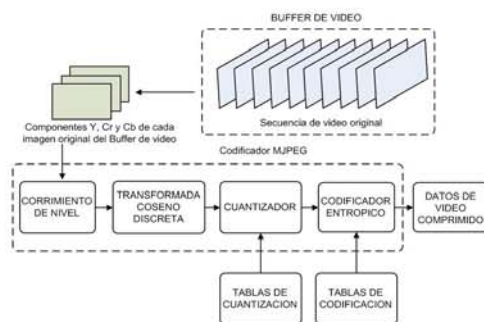 BUFFER DE VIDEO
Secuencia de video original
Componentes Y, Cr y Cb de cada
imagen original del Buffer de video
Codificador MJPEG
CORRIMIENTO
DE NIVEL
TRANSFORMADA
COSENO
DISCRETA
CUANTIZADOR
CODIFICADOR
ENTROPICO
DATOS DE
VIDEO
COMPRIMIDO
TABLAS DE
CUANTIZACION
TABLAS DE
CODIFICACION